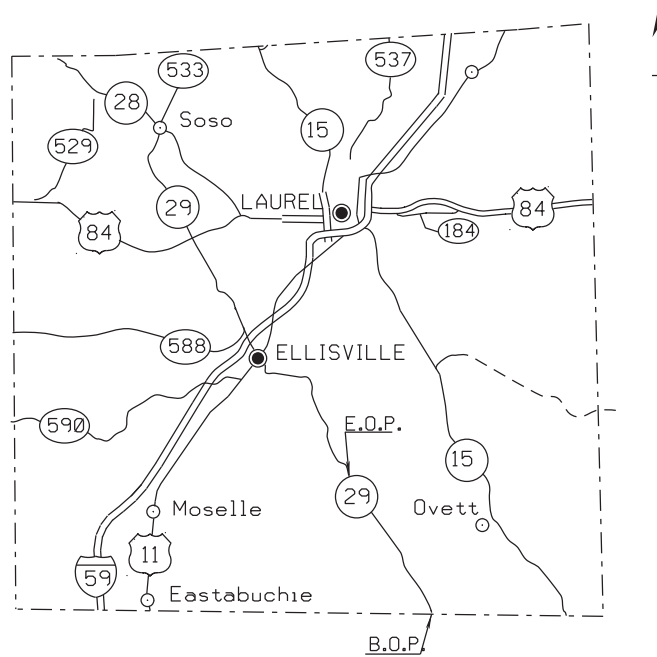 533
537
28
Soso
15
529
LAUREL
29
84
84
184
588
ELLISVILLE
590
E.O.P.
15
29
Ovett
Moselle
11
59
Eastabuchie
B.O.P.